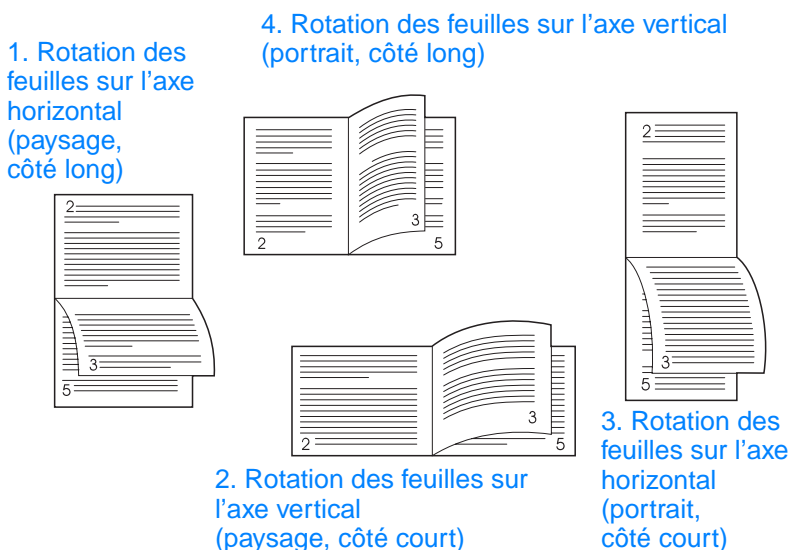 4. Rotation des feuilles sur l'axe vertical
(portrait, côté long)
1. Rotation des
feuilles sur l'axe
horizontal
(paysage,
côté long)
2
3
5
2
3
5
2
3
5
2
3
5
2. Rotation des feuilles sur
l'axe vertical
(paysage, côté court)
3. Rotation des
feuilles sur l'axe
horizontal
(portrait,
côté court)